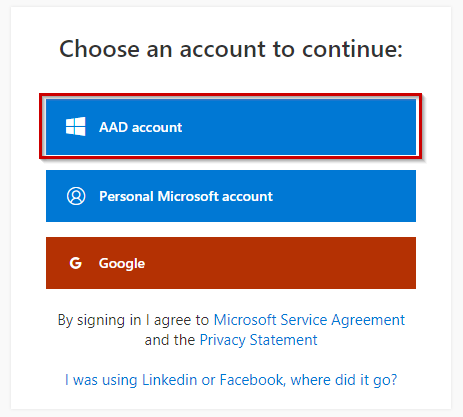 Choose an account to continue:
AAD account
Personal Microsoft account
G Google
By signing in I agree to Microsoft Service Agreement
and the Privacy Statement
I was using Linkedin or Facebook, where did it go?